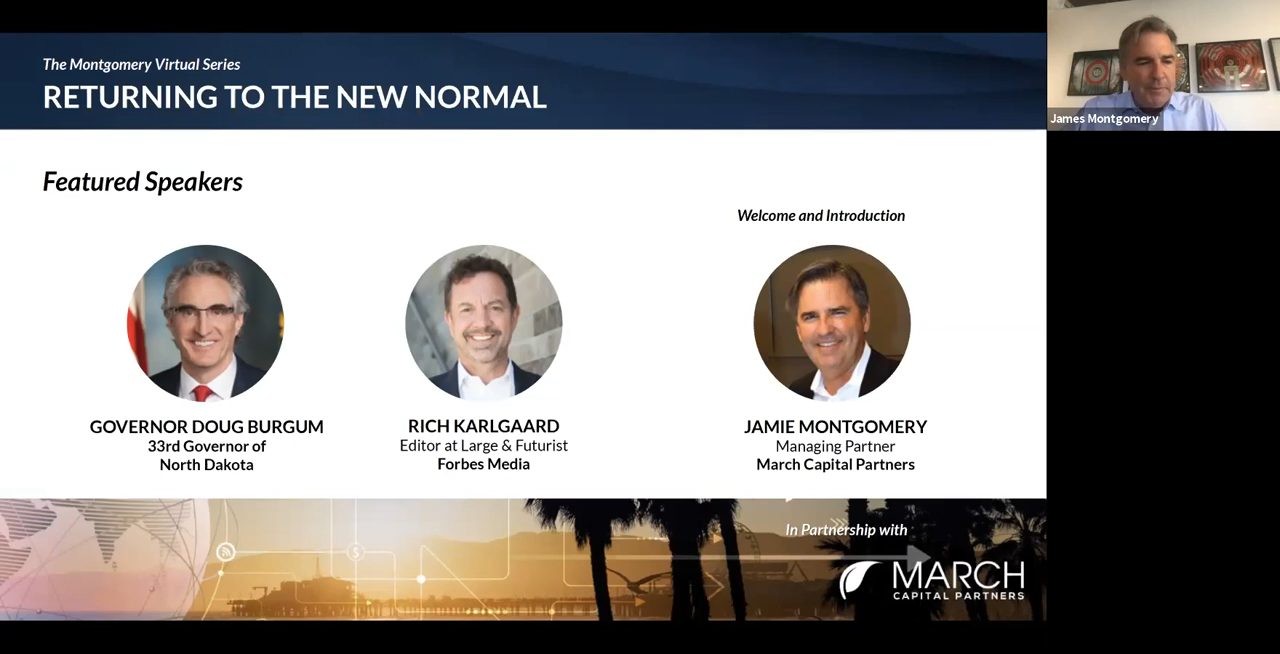 The Montgomery Virtual Series
RETURNING TO THE NEW NORMAL
James Montgomery
Featured Speakers
Welcome and Introduction
GOVERNOR DOUG BURGUM
33rd Governor of
North Dakota
RICH KARLGAARD
Editor at Large & Futurist
Forbes Media
JAMIE MONTGOMERY
Managing Partner
March Capital Partners
In Partnership with
$
MARCH
CAPITAL PARTNERS